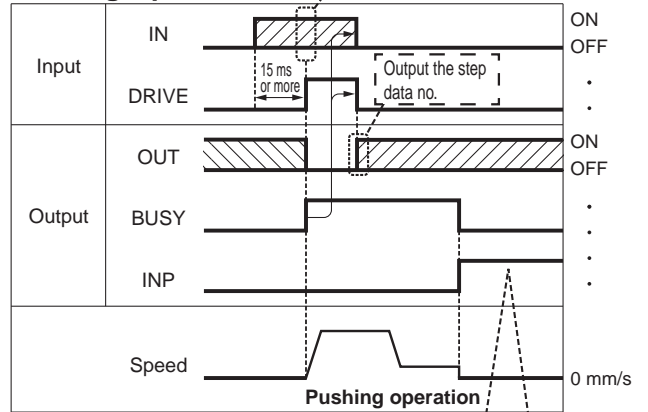 IN
ON
OFF
Input
15 ms
or more
Output the step
data no.
DRIVE
OUT
ON
OFF
Output
BUSY
INP
Speed
0 mm/s
Pushing operation